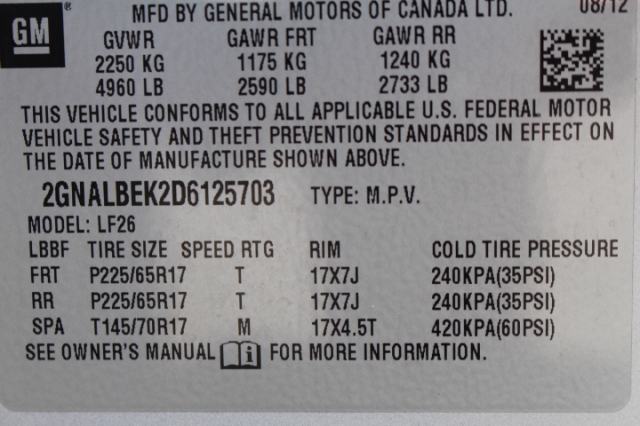 MFD BY GENERAL MOTORS OF CANADA LTD. 08/12
GM ®
GVWR GAWR FRT GAWR RR
2250 KG 1175 KG 1240 KG
4960 LB 2590 LB 2733 LB
THIS VEHICLE CONFORMS TO ALL APPLICABLE U.S. FEDERAL MOTOR
VEHICLE SAFETY AND THEFT PREVENTION STANDARDS IN EFFECT ON
THE DATE OF MANUFACTURE SHOWN ABOVE.
2GNALBEK2D6125703 TYPE: M.P.V.
MODEL: LF26
LBBF TIRE SIZE SPEED RTG RIM COLD TIRE PRESSURE
FRT P225/65R17 T 17X7J 240KPA(35PSI)
RR P225/65R17 T 17X7J 240KPA(35PSI)
SPA T145/70R17 M 17X4.5T 420KPA(60PSI)
SEE OWNER'S MANUAL i FOR MORE INFORMATION.